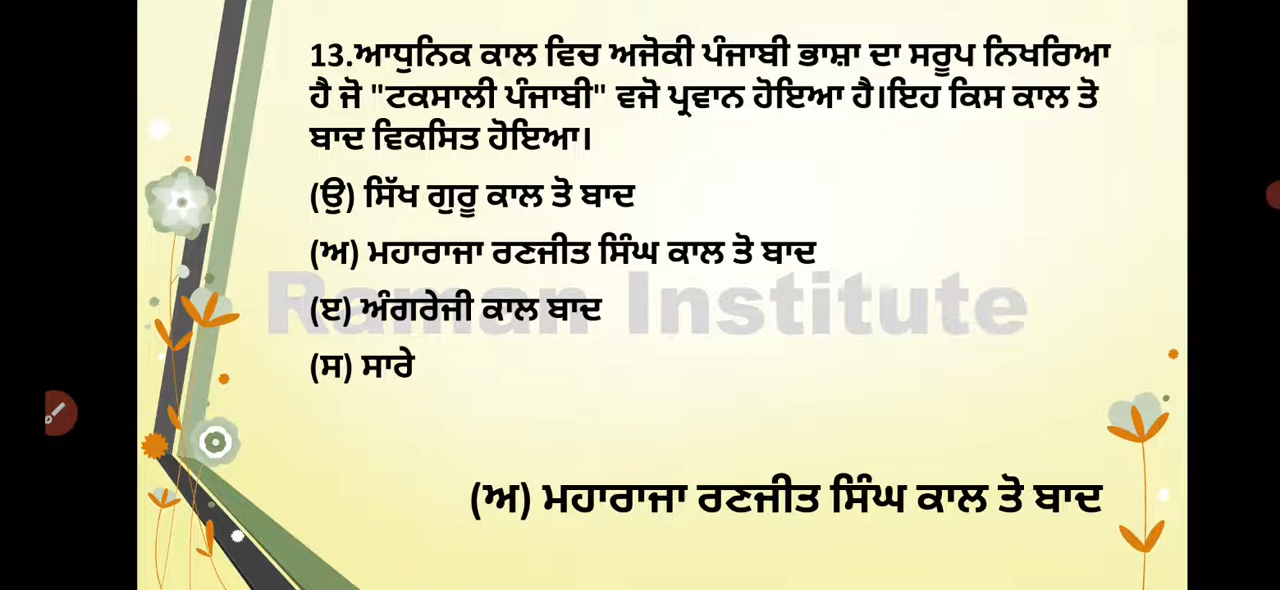 13.ਆਧੁਨਿਕ ਕਾਲ ਵਿਚ ਅਜੋਕੀ ਪੰਜਾਬੀ ਭਾਸ਼ਾ ਦਾ ਸਰੂਪ ਨਿਖਰਿਆ
ਹੈ ਜੋ "ਟਕਸਾਲੀ ਪੰਜਾਬੀ" ਵਜੋ ਪ੍ਰਵਾਨ ਹੋਇਆ ਹੈ।ਇਹ ਕਿਸ ਕਾਲ ਤੋ
ਬਾਦ ਵਿਕਸਿਤ ਹੋਇਆ।
(ੳ) ਸਿੱਖ ਗੁਰੂ ਕਾਲ ਤੋ ਬਾਦ
(ਅ) ਮਹਾਰਾਜਾ ਰਣਜੀਤ ਸਿੰਘ ਕਾਲ ਤੋ ਬਾਦ
Raman Institute
(ੲ) ਅੰਗਰੇਜੀ ਕਾਲ ਬਾਦ
(ਸ) ਸਾਰੇ
(ਅ) ਮਹਾਰਾਜਾ ਰਣਜੀਤ ਸਿੰਘ ਕਾਲ ਤੋ ਬਾਦ